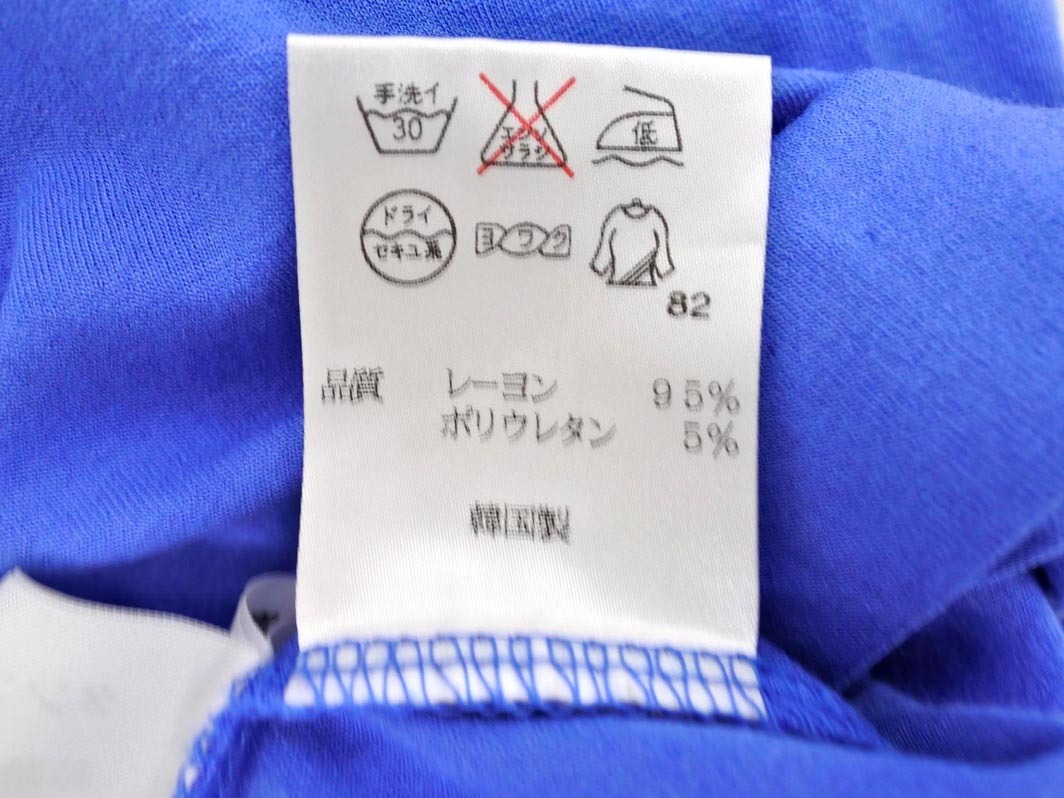 手洗イ
30
エンソ
サラシ
低
ドライ
セキユ系
ヨワク
82
品質 レーヨン 95%
ポリウレタン 5%
韓国製